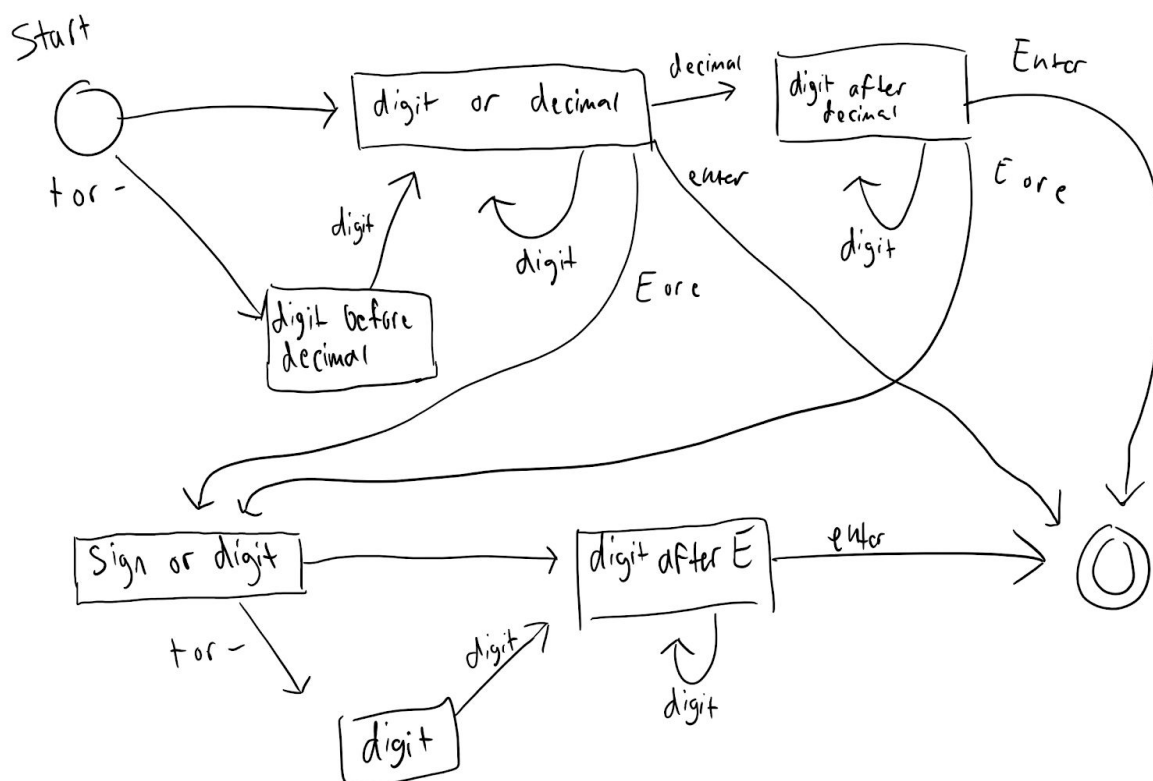 Start
digit or decimal
decimal
digit after
decimal
Enter
+ or -
digit
enter
E or e
digit
digit
E or e
digit before
decimal
Sign or digit
digit after E
enter
+ or -
digit
digit
digit